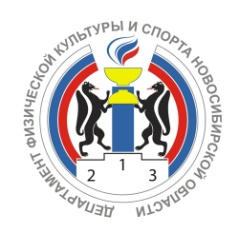 ДЕПАРТАМЕНТ ФИЗИЧЕСКОЙ КУЛЬТУРЫ И СПОРТА НОВОСИБИРСКОЙ ОБЛАСТИ
2 1 3